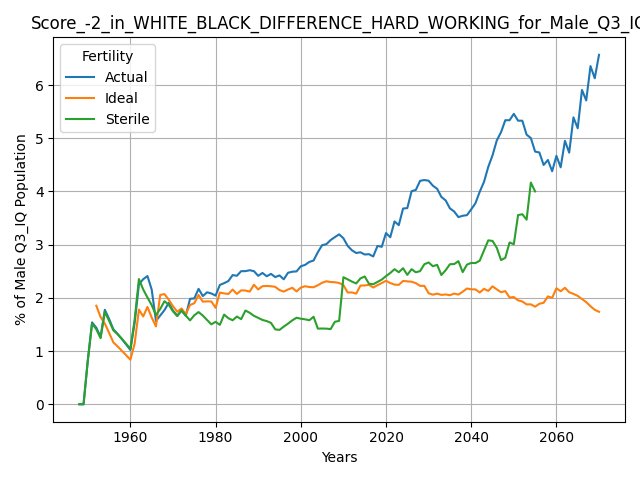 Score_-2_in_WHITE_BLACK_DIFFERENCE_HARD_WORKING_for_Male_Q3_IQ
Fertility
Actual
Ideal
Sterile
% of Male Q3_IQ Population
6
5
4
3
2
1
0
1960 1980 2000 2020 2040 2060
Years